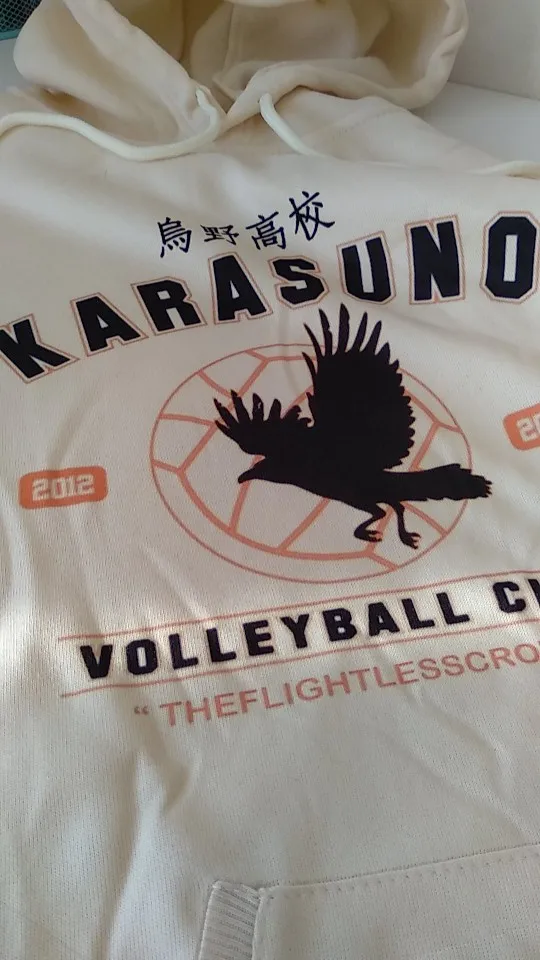 烏野高校
KARASUNO
2012
VOLLEYBALL
“ THEFLIGHTLESSCRO